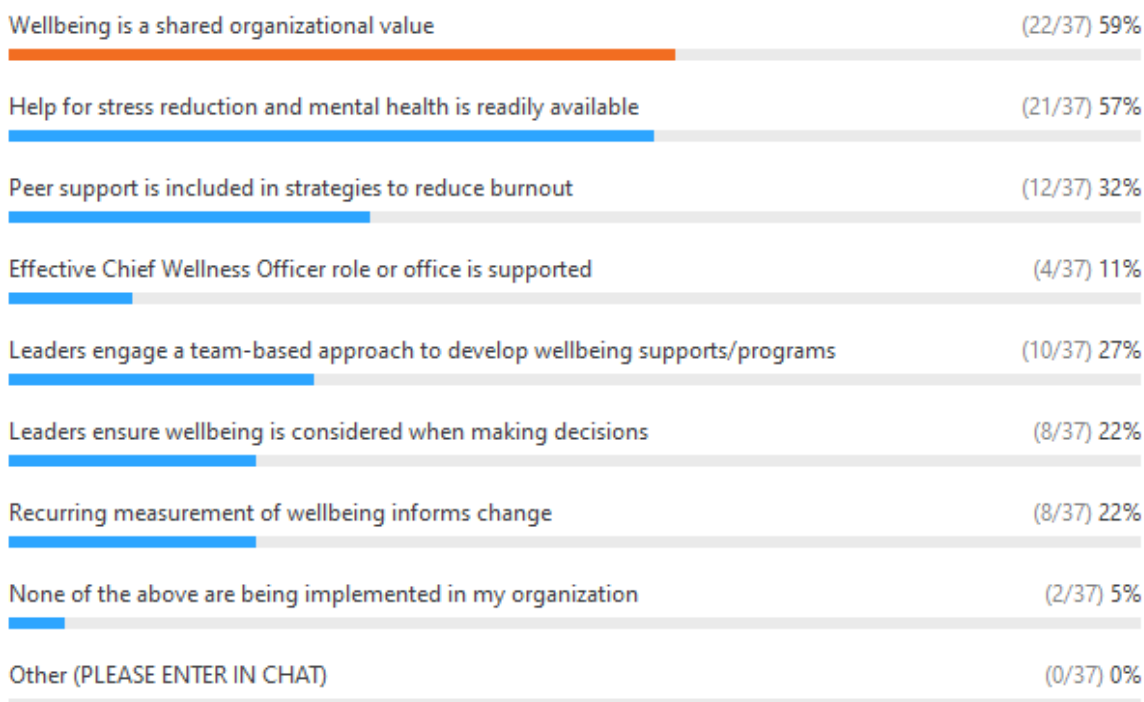 Wellbeing is a shared organizational value (22/37) 59%
Help for stress reduction and mental health is readily available (21/37) 57%
Peer support is included in strategies to reduce burnout (12/37) 32%
Effective Chief Wellness Officer role or office is supported (4/37) 11%
Leaders engage a team-based approach to develop wellbeing supports/programs (10/37) 27%
Leaders ensure wellbeing is considered when making decisions (8/37) 22%
Recurring measurement of wellbeing informs change (8/37) 22%
None of the above are being implemented in my organization (2/37) 5%
Other (PLEASE ENTER IN CHAT) (0/37) 0%